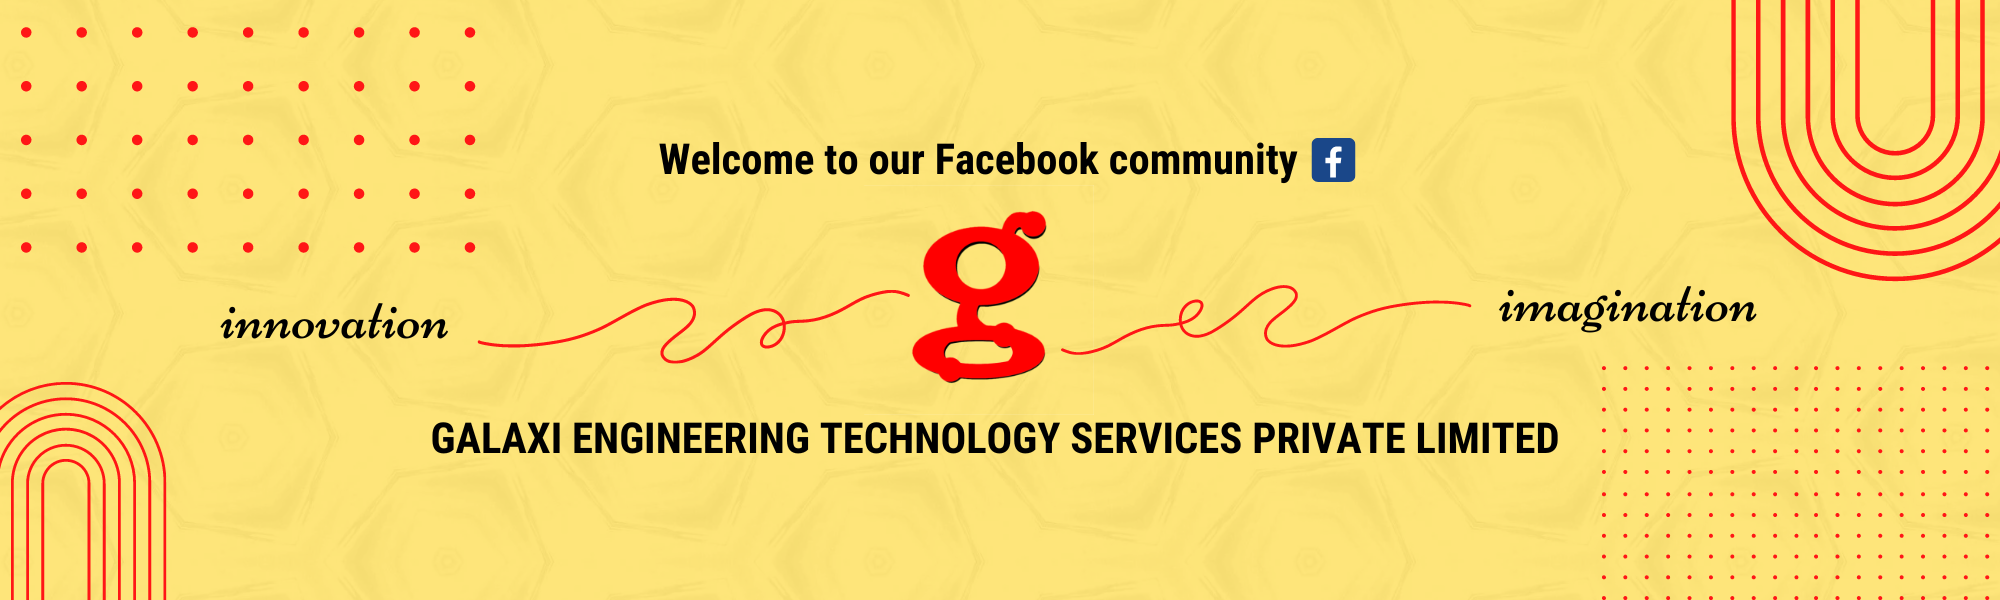 Welcome to our Facebook community
g
innovation
imagination
GALAXI ENGINEERING TECHNOLOGY SERVICES PRIVATE LIMITED